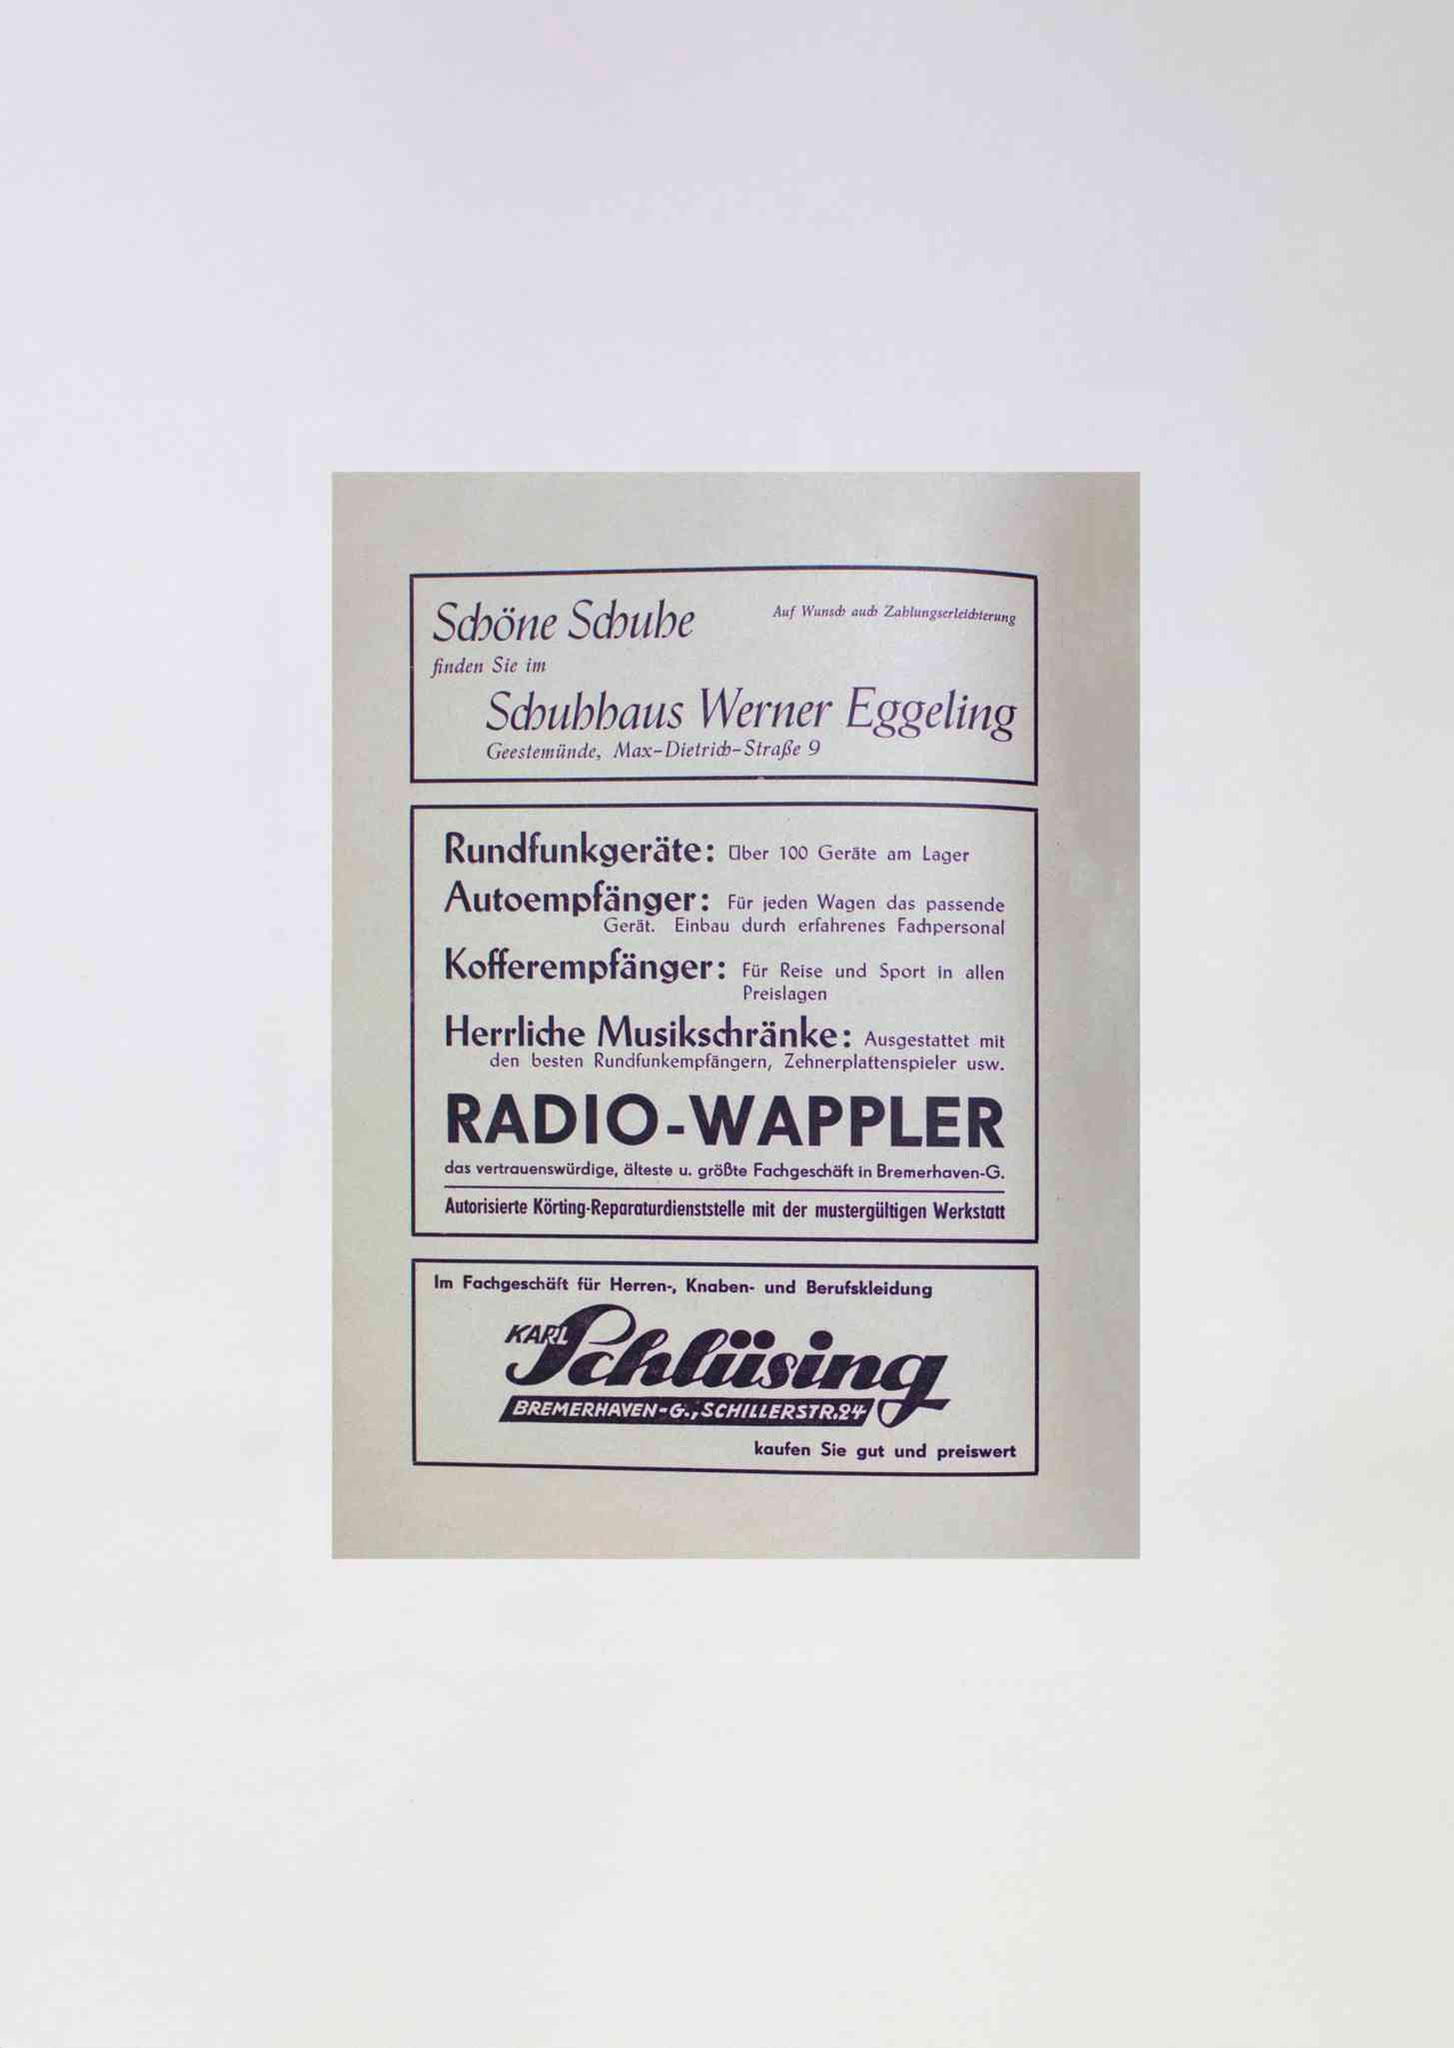 Schöne Schuhe
Auf Wunsch auch Zahlungserleichterung
finden Sie im
Schuhhaus Werner Eggeling
Geestemünde, Max-Dietrich-Straße 9
Rundfunkgeräte: Über 100 Geräte am Lager
Autoempfänger: Für jeden Wagen das passende
Gerät. Einbau durch erfahrenes Fachpersonal
Kofferempfänger: Für Reise und Sport in allen
Preislagen
Herrliche Musikschränke: Ausgestattet mit
den besten Rundfunkempfängern, Zehnerplattenspieler usw.
RADIO-WAPPLER
das vertrauenswürdige, älteste u. größte Fachgeschäft in Bremerhaven-G.
Autorisierte Körting-Reparaturdienststelle mit der mustergültigen Werkstatt
Im Fachgeschäft für Herren-, Knaben- und Berufskleidung
KARL Schlüsing
BREMERHAVEN-G., SCHILLERSTR. 24
kaufen Sie gut und preiswert